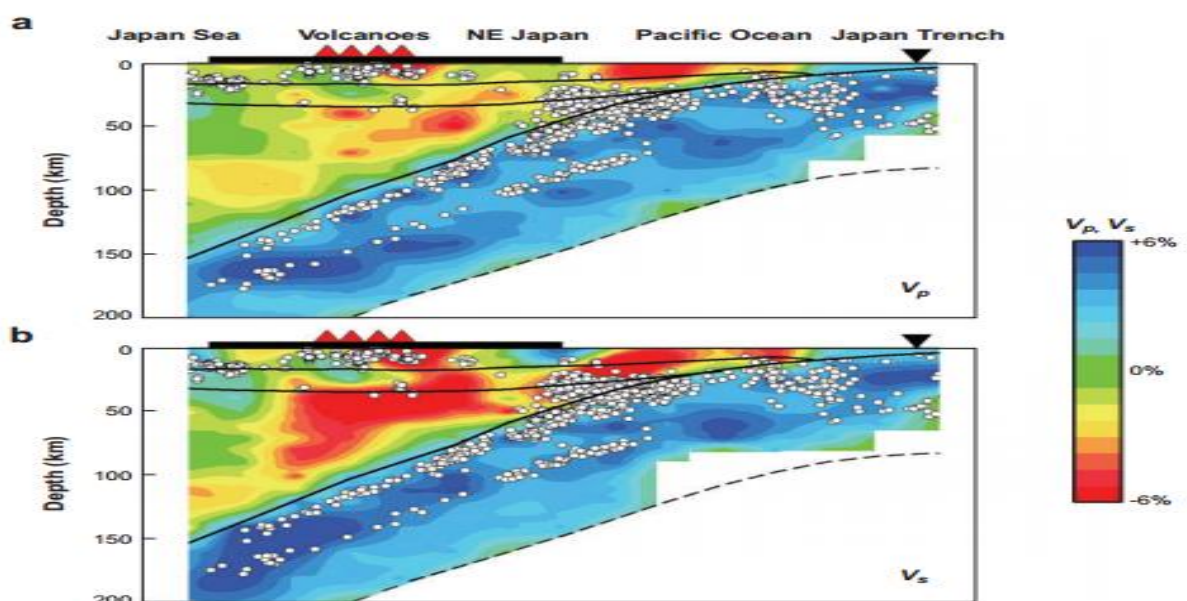 a
Japan Sea Volcanoes NE Japan Pacific Ocean Japan Trench
0
50
100
150
200
Depth (km)
Vp
Vp, Vs
+6%
0%
-6%
b
0
50
100
150
200
Depth (km)
Vs